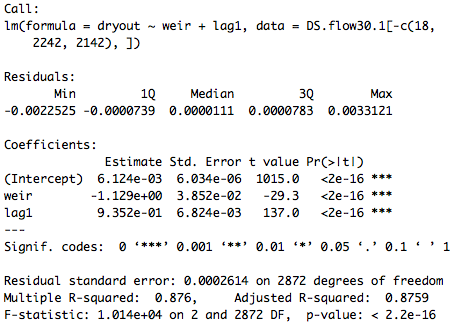 Call:
lm(formula = dryout ~ weir + lag1, data = DS.flow30.1[-c(18,
    2242, 2142), ])
Residuals:
       Min         1Q     Median         3Q        Max
-0.0022525 -0.0000739  0.0000111  0.0000783  0.0033121
Coefficients:
              Estimate Std. Error t value Pr(>|t|)
(Intercept)  6.124e-03  6.034e-06  1015.0   <2e-16 ***
weir        -1.129e+00  3.852e-02   -29.3   <2e-16 ***
lag1         9.352e-01  6.824e-03   137.0   <2e-16 ***
---
Signif. codes:  0 ‘***’ 0.001 ‘**’ 0.01 ‘*’ 0.05 ‘.’ 0.1 ‘ ’ 1
Residual standard error: 0.0002614 on 2872 degrees of freedom
Multiple R-squared:  0.876,     Adjusted R-squared:  0.8759
F-statistic: 1.014e+04 on 2 and 2872 DF,  p-value: < 2.2e-16